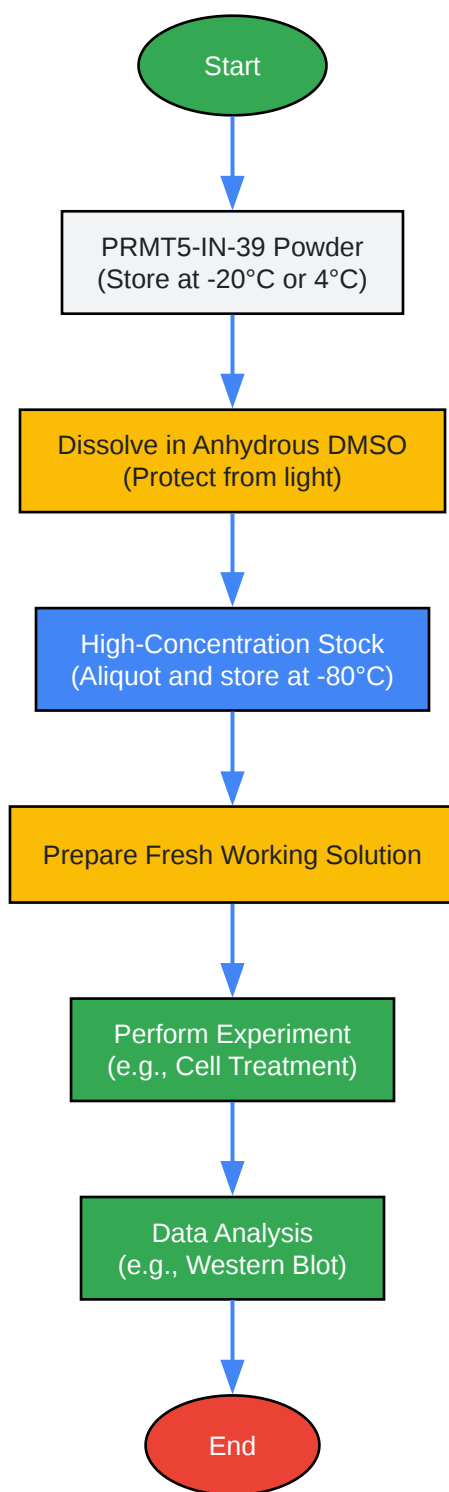 Start
PRMT5-IN-39 Powder
(Store at -20°C or 4°C)
Dissolve in Anhydrous DMSO
(Protect from light)
High-Concentration Stock
(Aliquot and store at -80°C)
Prepare Fresh Working Solution
Perform Experiment
(e.g., Cell Treatment)
Data Analysis
(e.g., Western Blot)
End